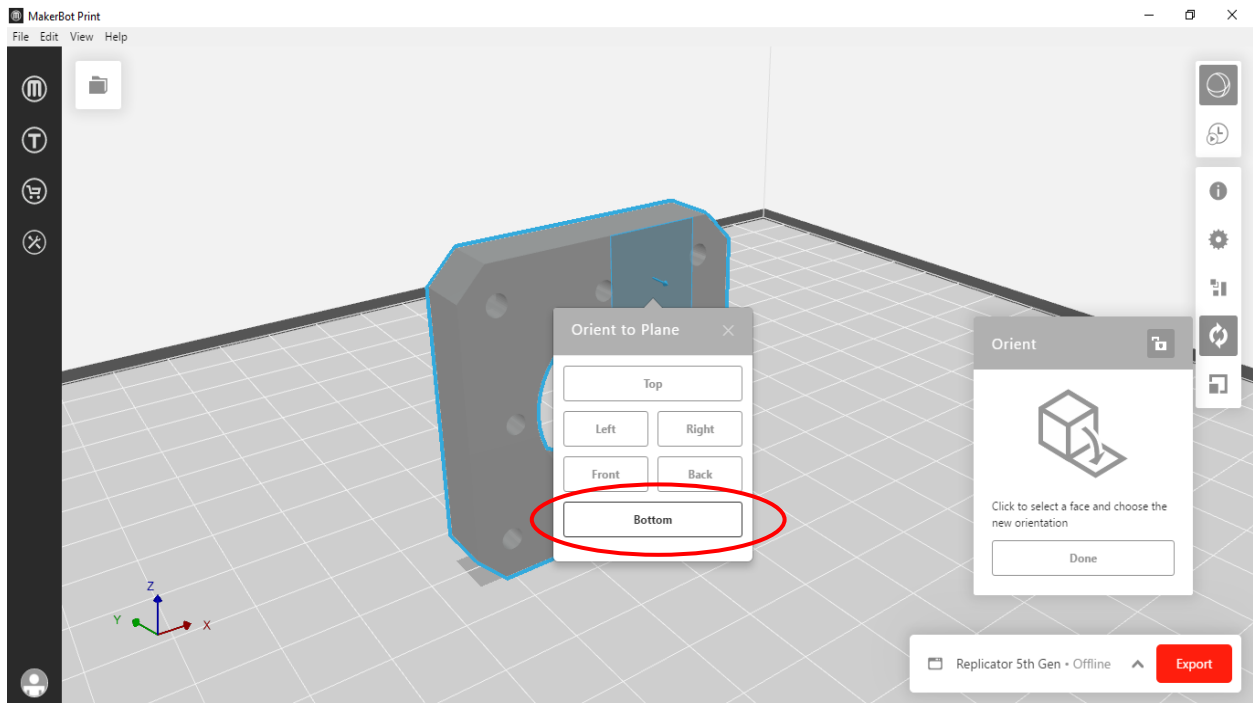 MakerBot Print
File Edit View Help
Orient to Plane
Top
Left Right
Front Back
Bottom
Orient
Click to select a face and choose the
new orientation
Done
Z
Y X
Replicator 5th Gen • Offline
Export